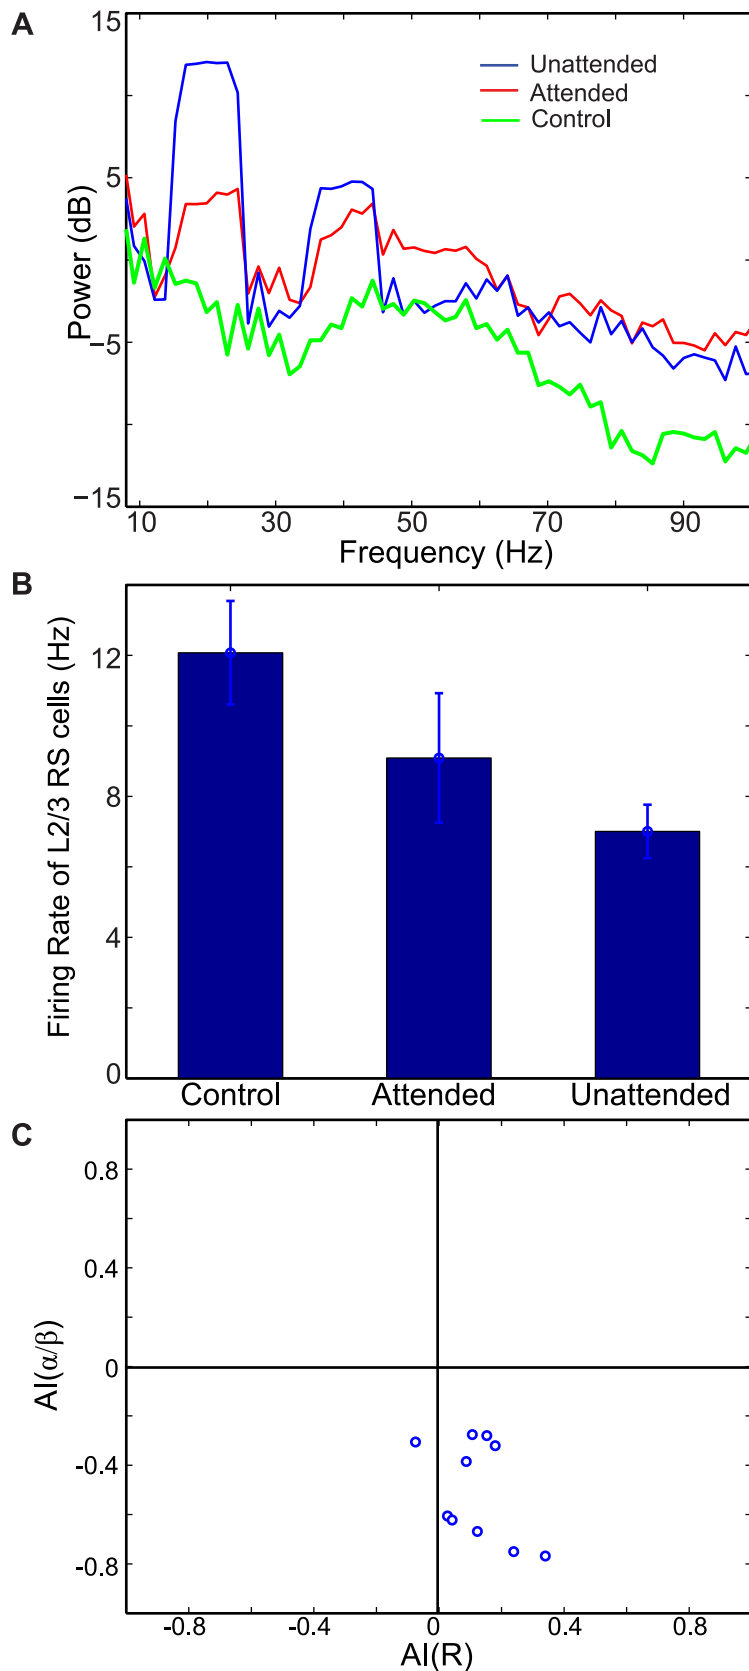 A
15
5
−5
−15
Power (dB)
Unattended
Attended
Control
10 30 50 70 90
Frequency (Hz)
B
12
8
4
0
Firing Rate of L2/3 RS cells (Hz)
Control Attended Unattended
C
0.8
0.4
0
-0.4
-0.8
AI(α/β)
-0.8 -0.4 0 0.4 0.8
AI(R)